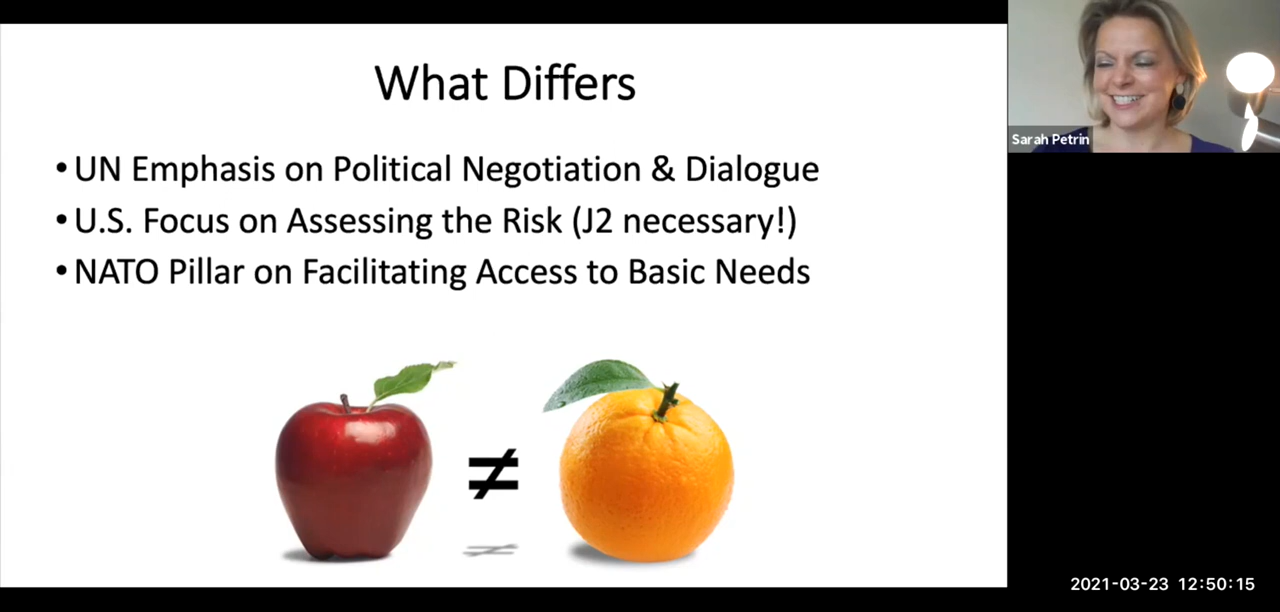 What Differs
• UN Emphasis on Political Negotiation & Dialogue
• U.S. Focus on Assessing the Risk (J2 necessary!)
• NATO Pillar on Facilitating Access to Basic Needs
≠
Sarah Petrin
2021-03-23 12:50:15